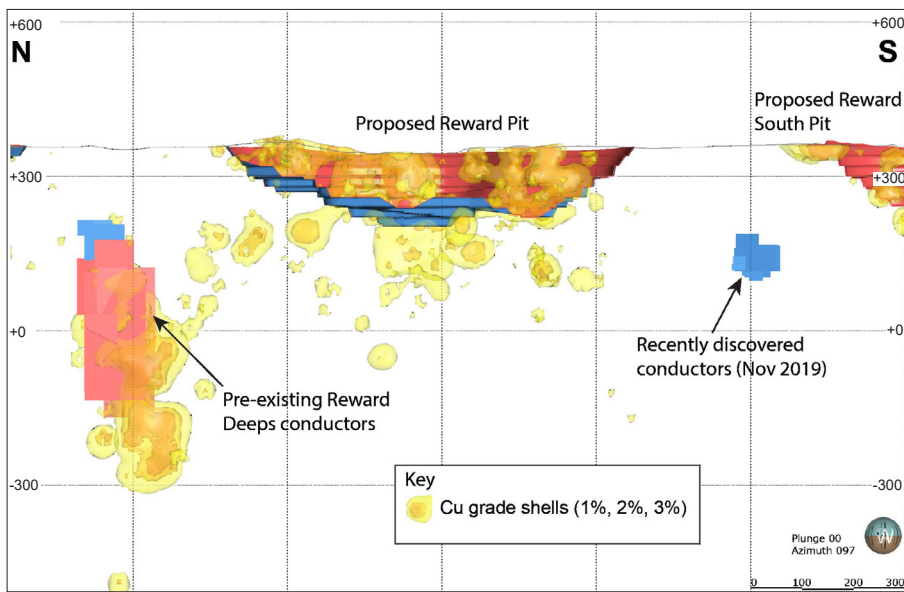 +600
+600
N
S
Proposed Reward Pit
Proposed Reward
South Pit
+300
+300
+0
+0
Recently discovered
conductors (Nov 2019)
Pre-existing Reward
Deeps conductors
-300
-300
Key
Cu grade shells (1%, 2%, 3%)
Plunge 00
Azimuth 097
W
0 100 200 300